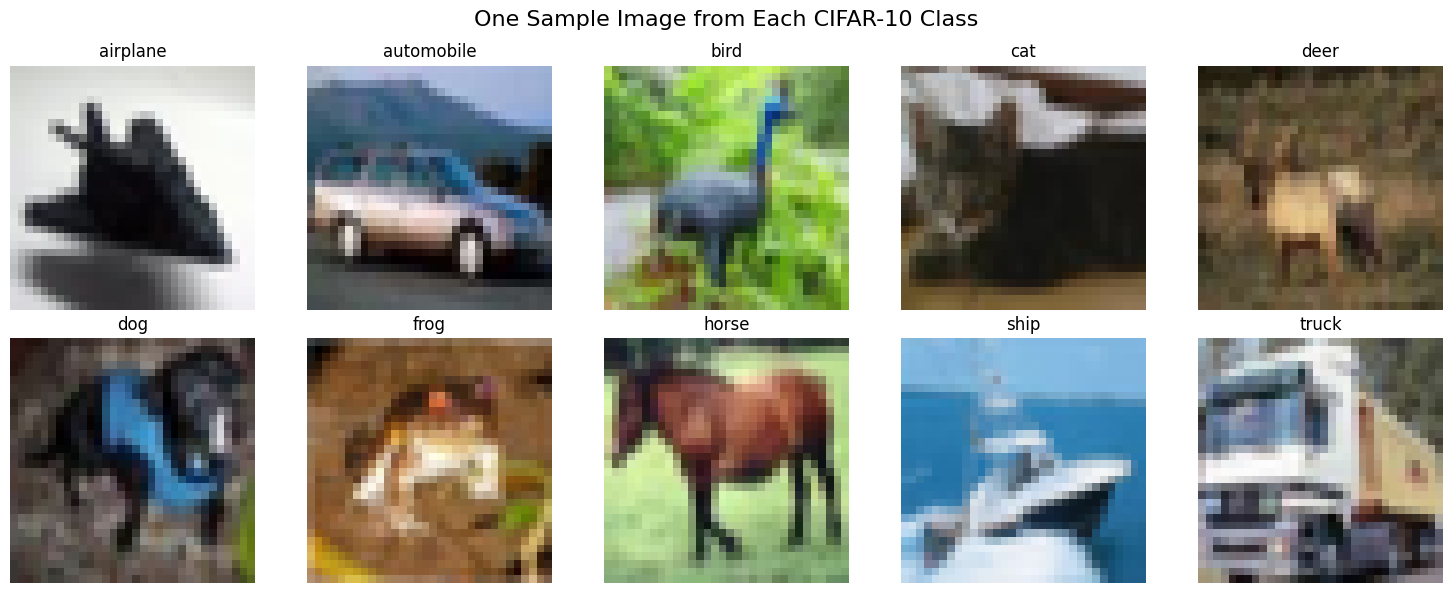 One Sample Image from Each CIFAR-10 Class
airplane automobile bird cat deer
dog frog horse ship truck